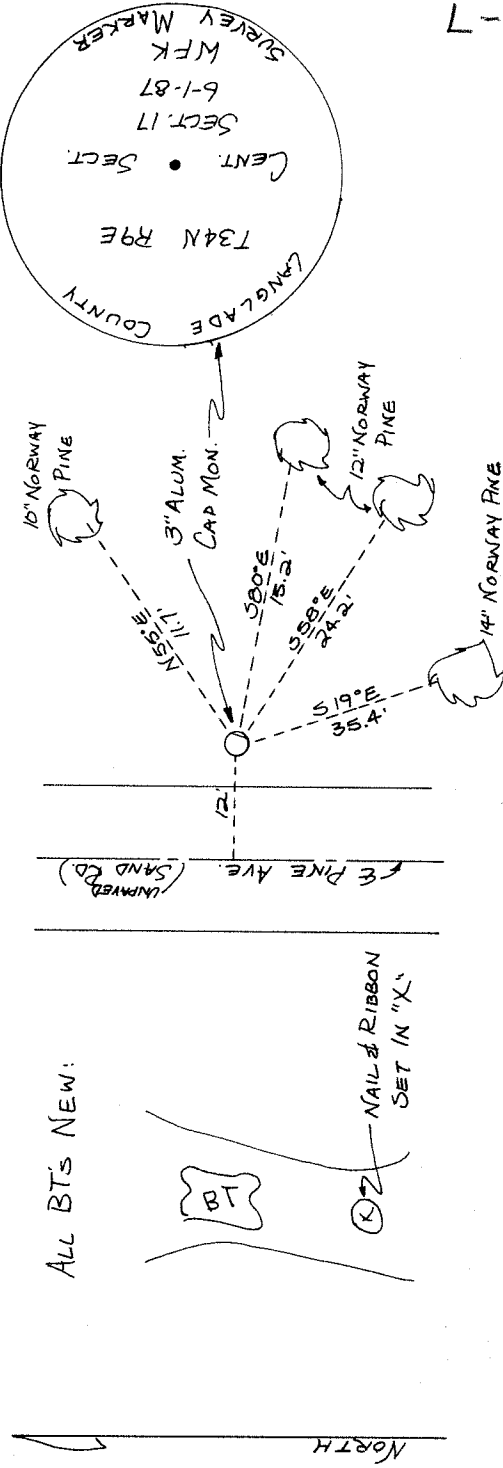 ALL BT's NEW:
BT
X
NAIL & RIBBON
SET IN "X"
NORTH
UNPAVED
(SAND RD.)
℄ PINE AVE.
12'
N55°E
11.7'
10" NORWAY
PINE
3" ALUM.
CAP MON.
S80°E
15.2'
12" NORWAY
PINE
S58°E
24.2'
S19°E
35.4'
14" NORWAY PINE
LANGLADE COUNTY
T34N R9E
CENT. SECT.
SECT. 17
6-1-87
WFK
SURVEY MARKER